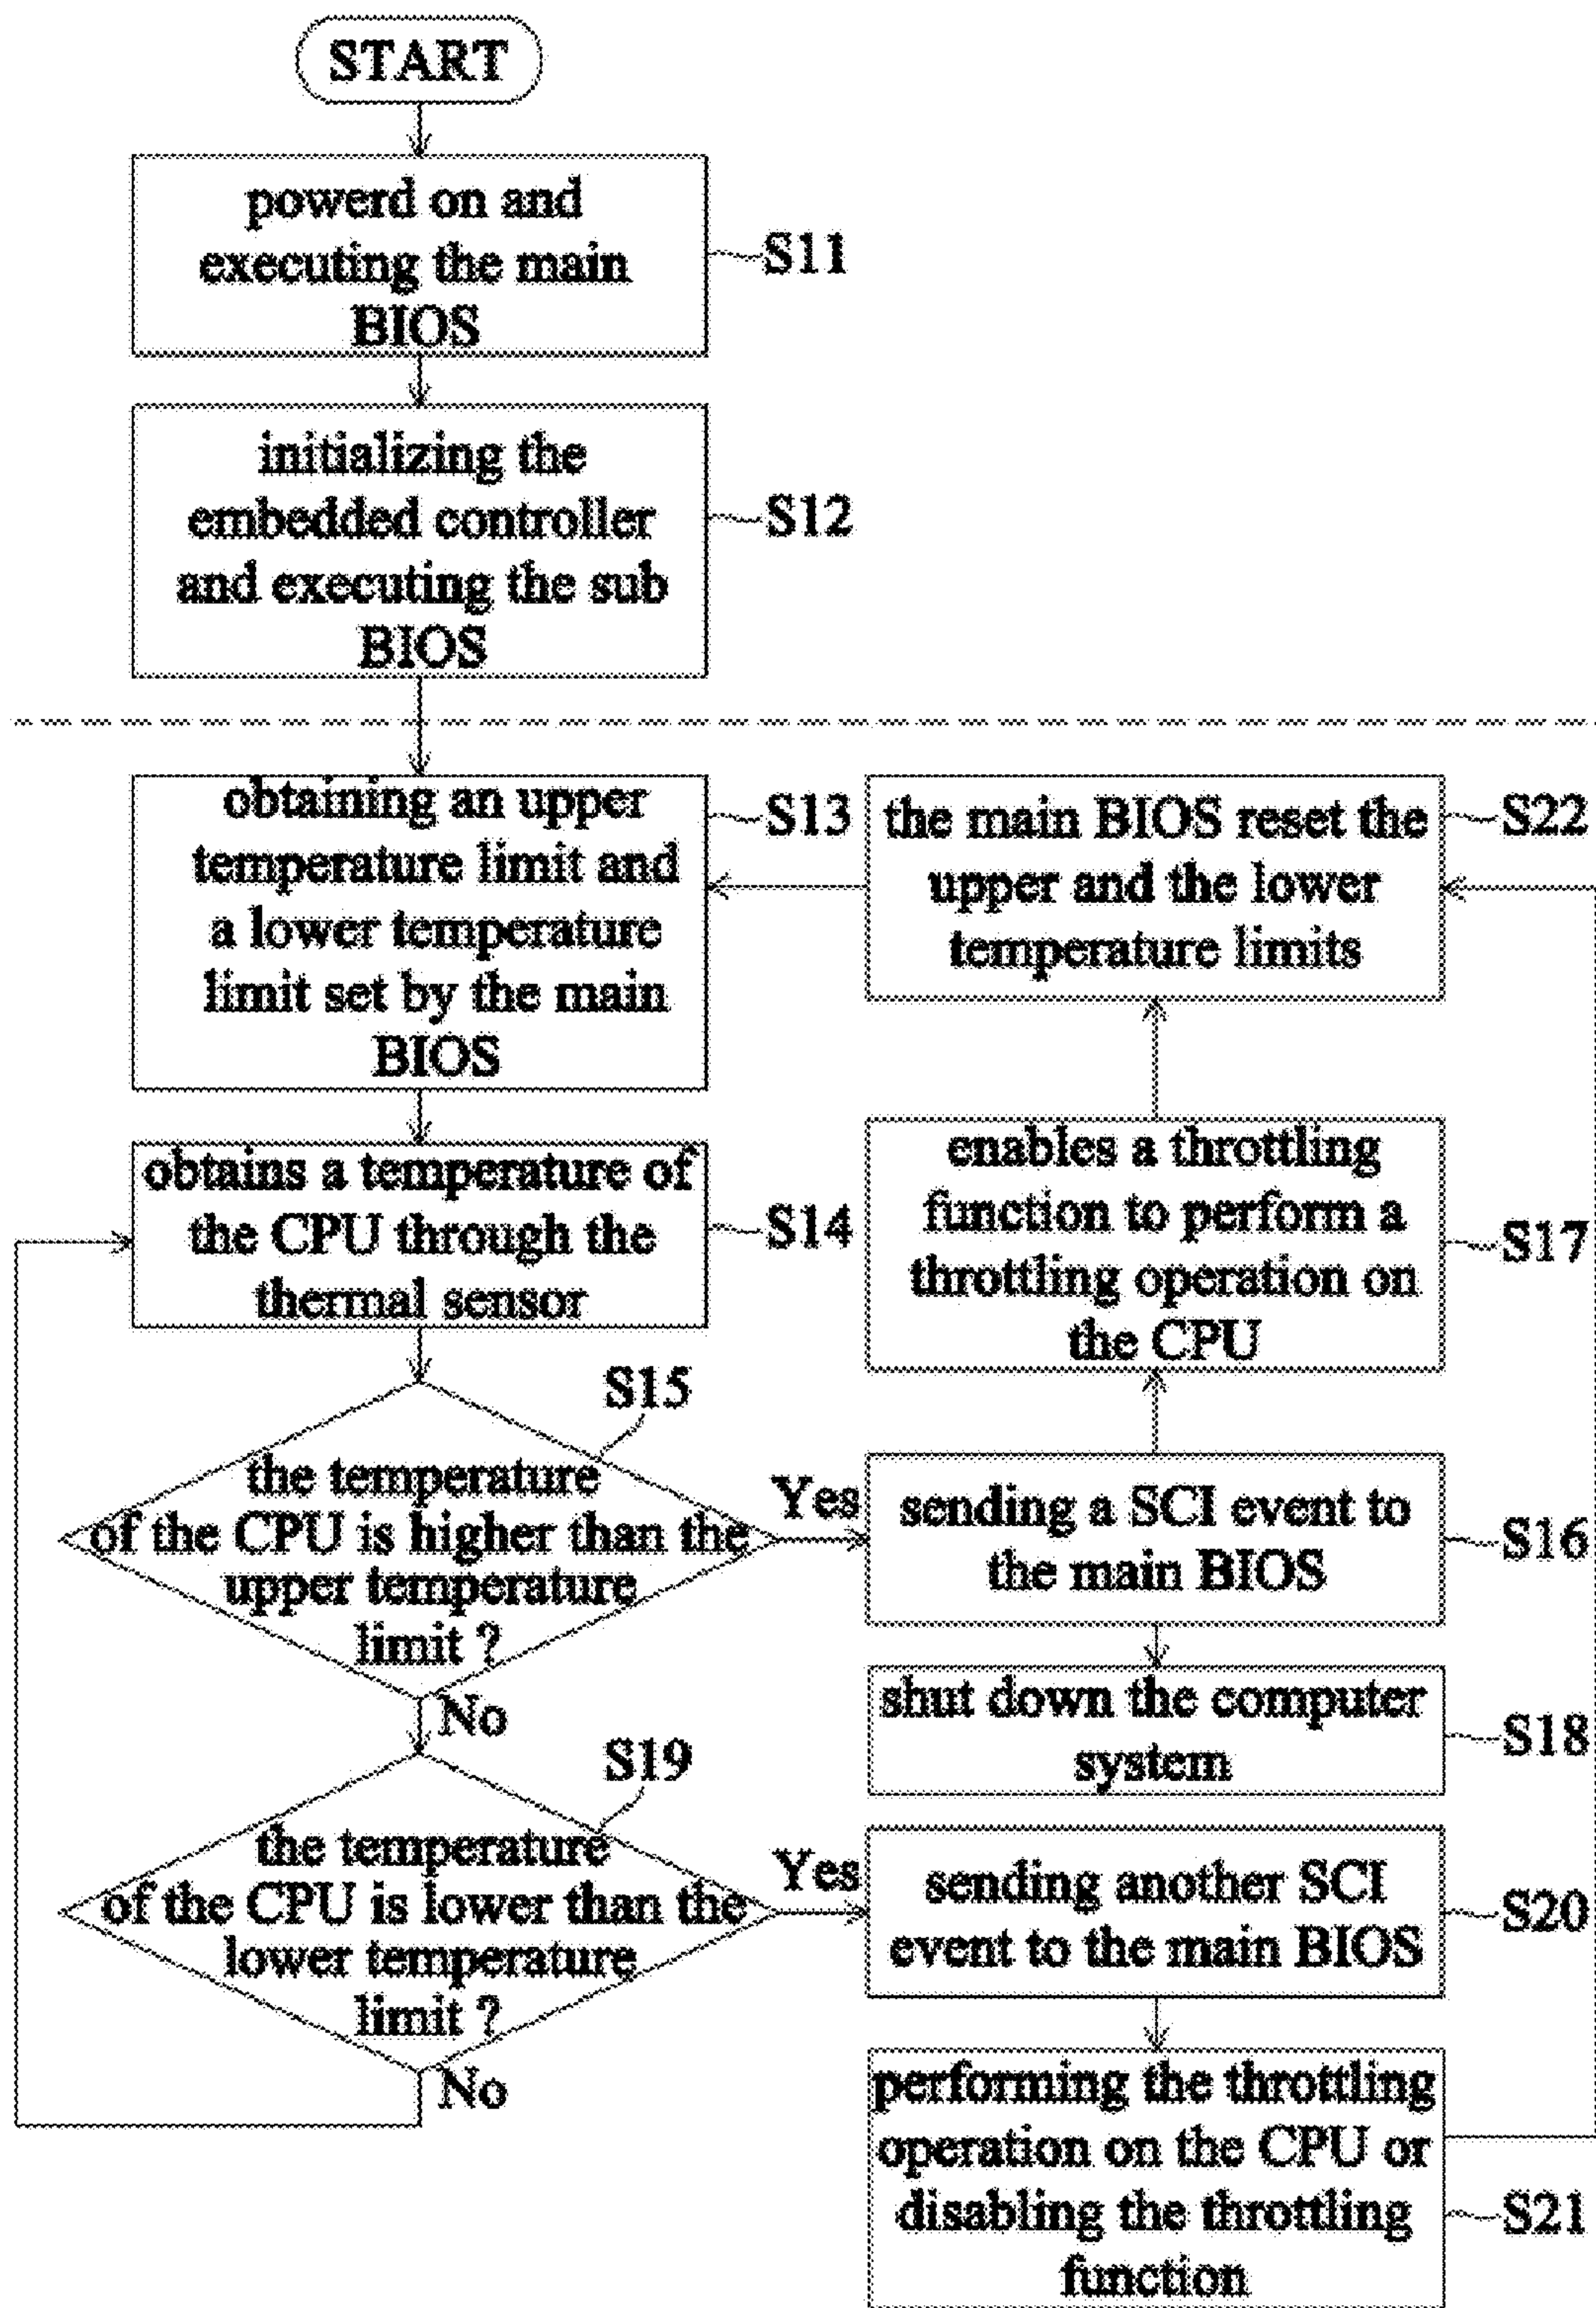 START
powerd on and
executing the main
BIOS
S11
initializing the
embedded controller
and executing the sub
BIOS
S12
obtaining an upper
temperature limit and
a lower temperature
limit set by the main
BIOS
S13
the main BIOS reset the
upper and the lower
temperature limits
S22
obtains a temperature of
the CPU through the
thermal sensor
S14
enables a throttling
function to perform a
throttling operation on
the CPU
S17
S15
the temperature
of the CPU is higher than the
upper temperature
limit ?
Yes
No
sending a SCI event to
the main BIOS
S16
shut down the computer
system
S18
S19
the temperature
of the CPU is lower than the
lower temperature
limit ?
Yes
No
sending another SCI
event to the main BIOS
S20
performing the throttling
operation on the CPU or
disabling the throttling
function
S21